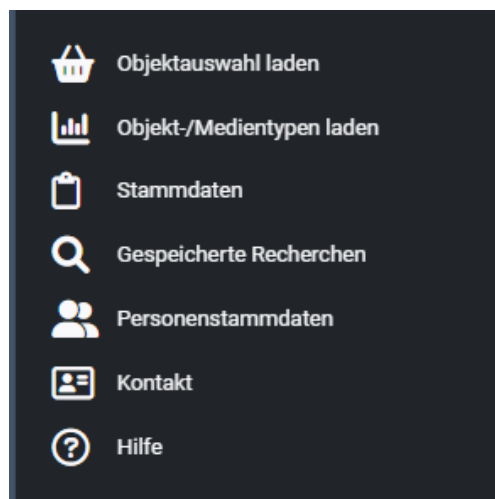 Objektauswahl laden
Objekt-/Medientypen laden
Stammdaten
Gespeicherte Recherchen
Personenstammdaten
Kontakt
Hilfe